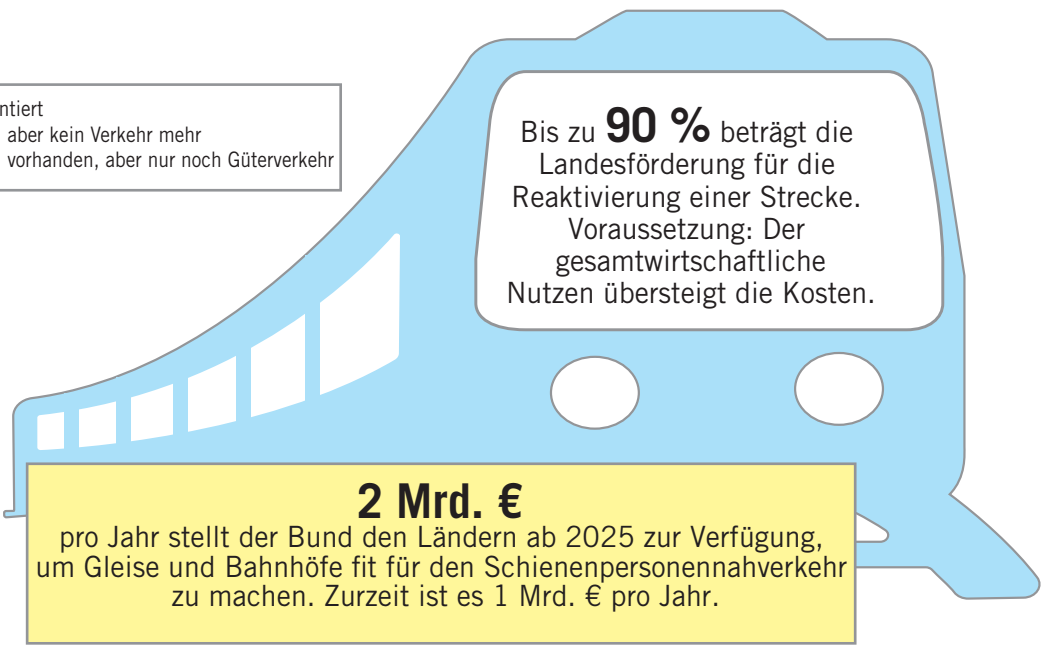 aber kein Verkehr mehr
vorhanden, aber nur noch Güterverkehr
Bis zu 90 % beträgt die
Landesförderung für die
Reaktivierung einer Strecke.
Voraussetzung: Der
gesamtwirtschaftliche
Nutzen übersteigt die Kosten.
2 Mrd. €
pro Jahr stellt der Bund den Ländern ab 2025 zur Verfügung,
um Gleise und Bahnhöfe fit für den Schienenpersonennahverkehr
zu machen. Zurzeit ist es 1 Mrd. € pro Jahr.